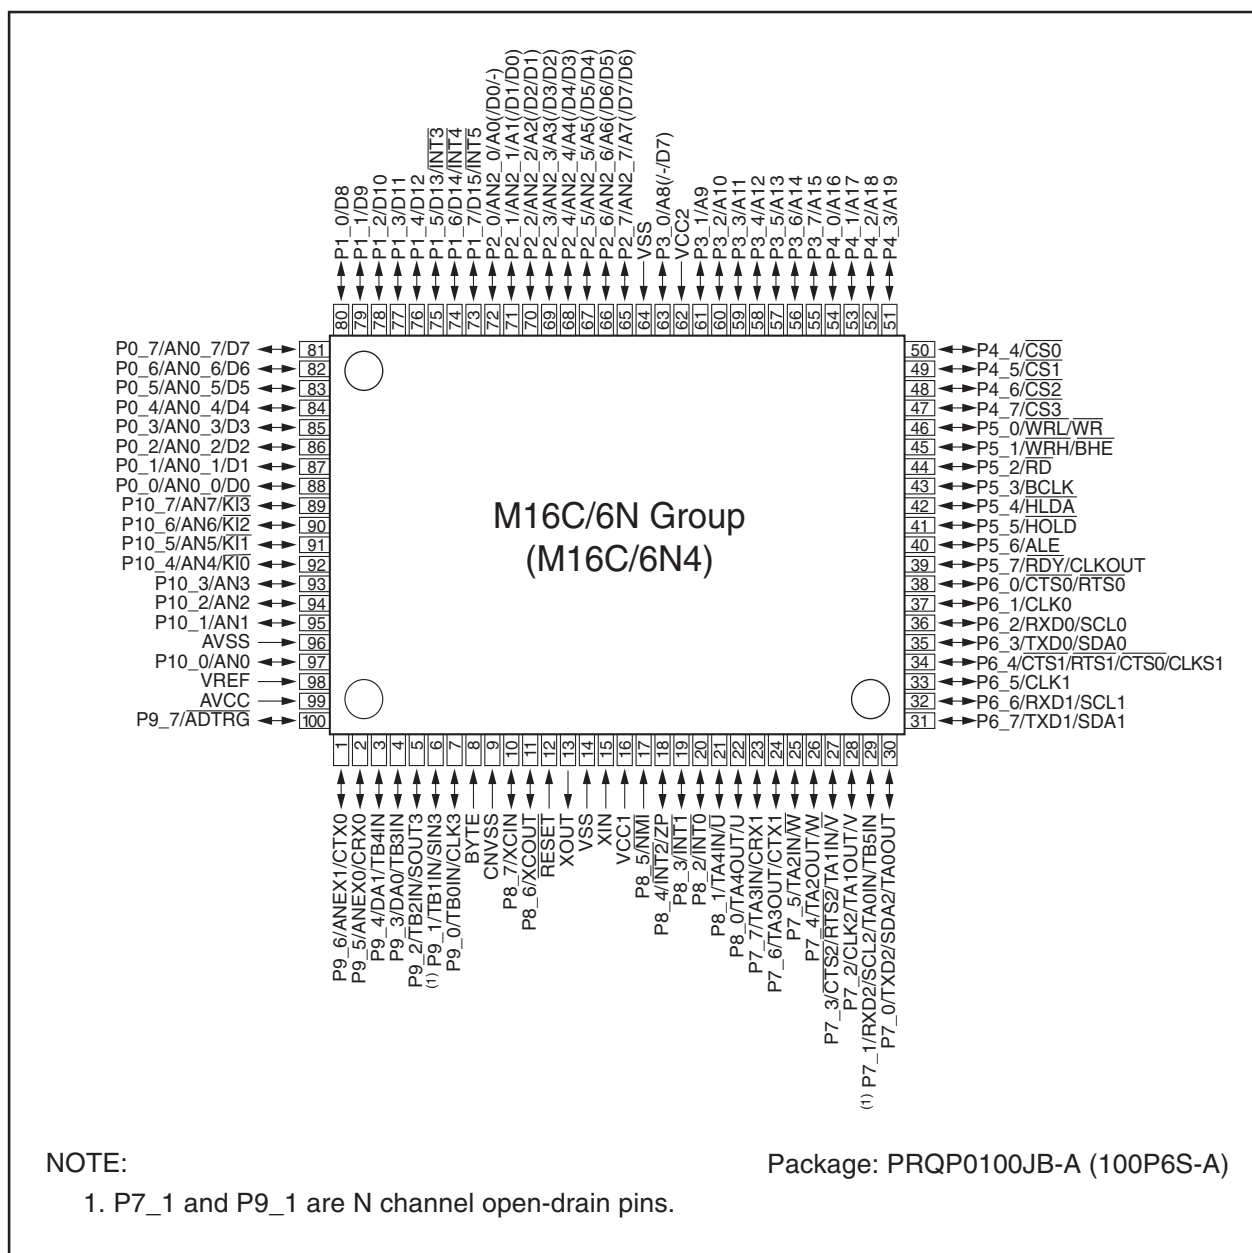 P1_0/D8
P1_1/D9
P1_2/D10
P1_3/D11
P1_4/D12
P1_5/D13/INT3
P1_6/D14/INT4
P1_7/D15/INT5
P2_0/AN2_0/A0(/D0/-)
P2_1/AN2_1/A1(/D1/D0)
P2_2/AN2_2/A2(/D2/D1)
P2_3/AN2_3/A3(/D3/D2)
P2_4/AN2_4/A4(/D4/D3)
P2_5/AN2_5/A5(/D5/D4)
P2_6/AN2_6/A6(/D6/D5)
P2_7/AN2_7/A7(/D7/D6)
VSS
P3_0/A8(/-/D7)
VCC2
P3_1/A9
P3_2/A10
P3_3/A11
P3_4/A12
P3_5/A13
P3_6/A14
P3_7/A15
P4_0/A16
P4_1/A17
P4_2/A18
P4_3/A19
80
79
78
77
76
75
74
73
72
71
70
69
68
67
66
65
64
63
62
61
60
59
58
57
56
55
54
53
52
51
P0_7/AN0_7/D7 81
P0_6/AN0_6/D6 82
P0_5/AN0_5/D5 83
P0_4/AN0_4/D4 84
P0_3/AN0_3/D3 85
P0_2/AN0_2/D2 86
P0_1/AN0_1/D1 87
P0_0/AN0_0/D0 88
P10_7/AN7/KI3 89
P10_6/AN6/KI2 90
P10_5/AN5/KI1 91
P10_4/AN4/KI0 92
P10_3/AN3 93
P10_2/AN2 94
P10_1/AN1 95
AVSS 96
P10_0/AN0 97
VREF 98
AVCC 99
P9_7/ADTRG 100
M16C/6N Group
(M16C/6N4)
50 P4_4/CS0
49 P4_5/CS1
48 P4_6/CS2
47 P4_7/CS3
46 P5_0/WRL/WR
45 P5_1/WRH/BHE
44 P5_2/RD
43 P5_3/BCLK
42 P5_4/HLDA
41 P5_5/HOLD
40 P5_6/ALE
39 P5_7/RDY/CLKOUT
38 P6_0/CTS0/RTS0
37 P6_1/CLK0
36 P6_2/RXD0/SCL0
35 P6_3/TXD0/SDA0
34 P6_4/CTS1/RTS1/CTS0/CLKS1
33 P6_5/CLK1
32 P6_6/RXD1/SCL1
31 P6_7/TXD1/SDA1
1
2
3
4
5
6
7
8
9
10
11
12
13
14
15
16
17
18
19
20
21
22
23
24
25
26
27
28
29
30
P9_6/ANEX1/CTX0
P9_5/ANEX0/CRX0
P9_4/DA1/TB4IN
P9_3/DA0/TB3IN
P9_2/TB2IN/SOUT3
(1) P9_1/TB1IN/SIN3
P9_0/TB0IN/CLK3
BYTE
CNVSS
P8_7/XCIN
P8_6/XCOUT
RESET
XOUT
VSS
XIN
VCC1
P8_5/NMI
P8_4/INT2/ZP
P8_3/INT1
P8_2/INT0
P8_1/TA4IN/U
P8_0/TA4OUT/U
P7_7/TA3IN/CRX1
P7_6/TA3OUT/CTX1
P7_5/TA2IN/W
P7_4/TA2OUT/W
P7_3/CTS2/RTS2/TA1IN/V
P7_2/CLK2/TA1OUT/V
(1) P7_1/RXD2/SCL2/TA0IN/TB5IN
P7_0/TXD2/SDA2/TA0OUT
NOTE:
Package: PRQP0100JB-A (100P6S-A)
1. P7_1 and P9_1 are N channel open-drain pins.